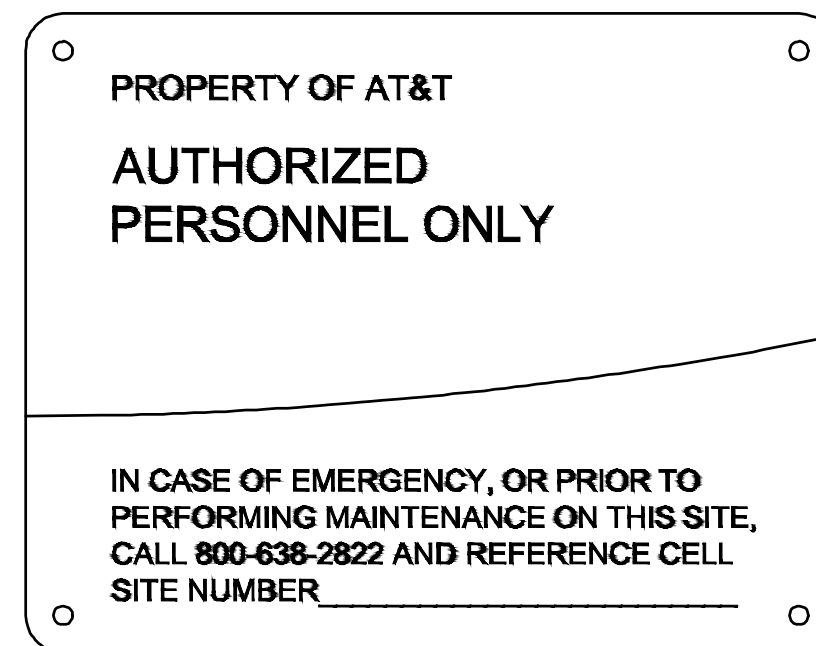 PROPERTY OF AT&T
AUTHORIZED
PERSONNEL ONLY
IN CASE OF EMERGENCY, OR PRIOR TO
PERFORMING MAINTENANCE ON THIS SITE,
CALL 800-638-2822 AND REFERENCE CELL
SITE NUMBER__________________________